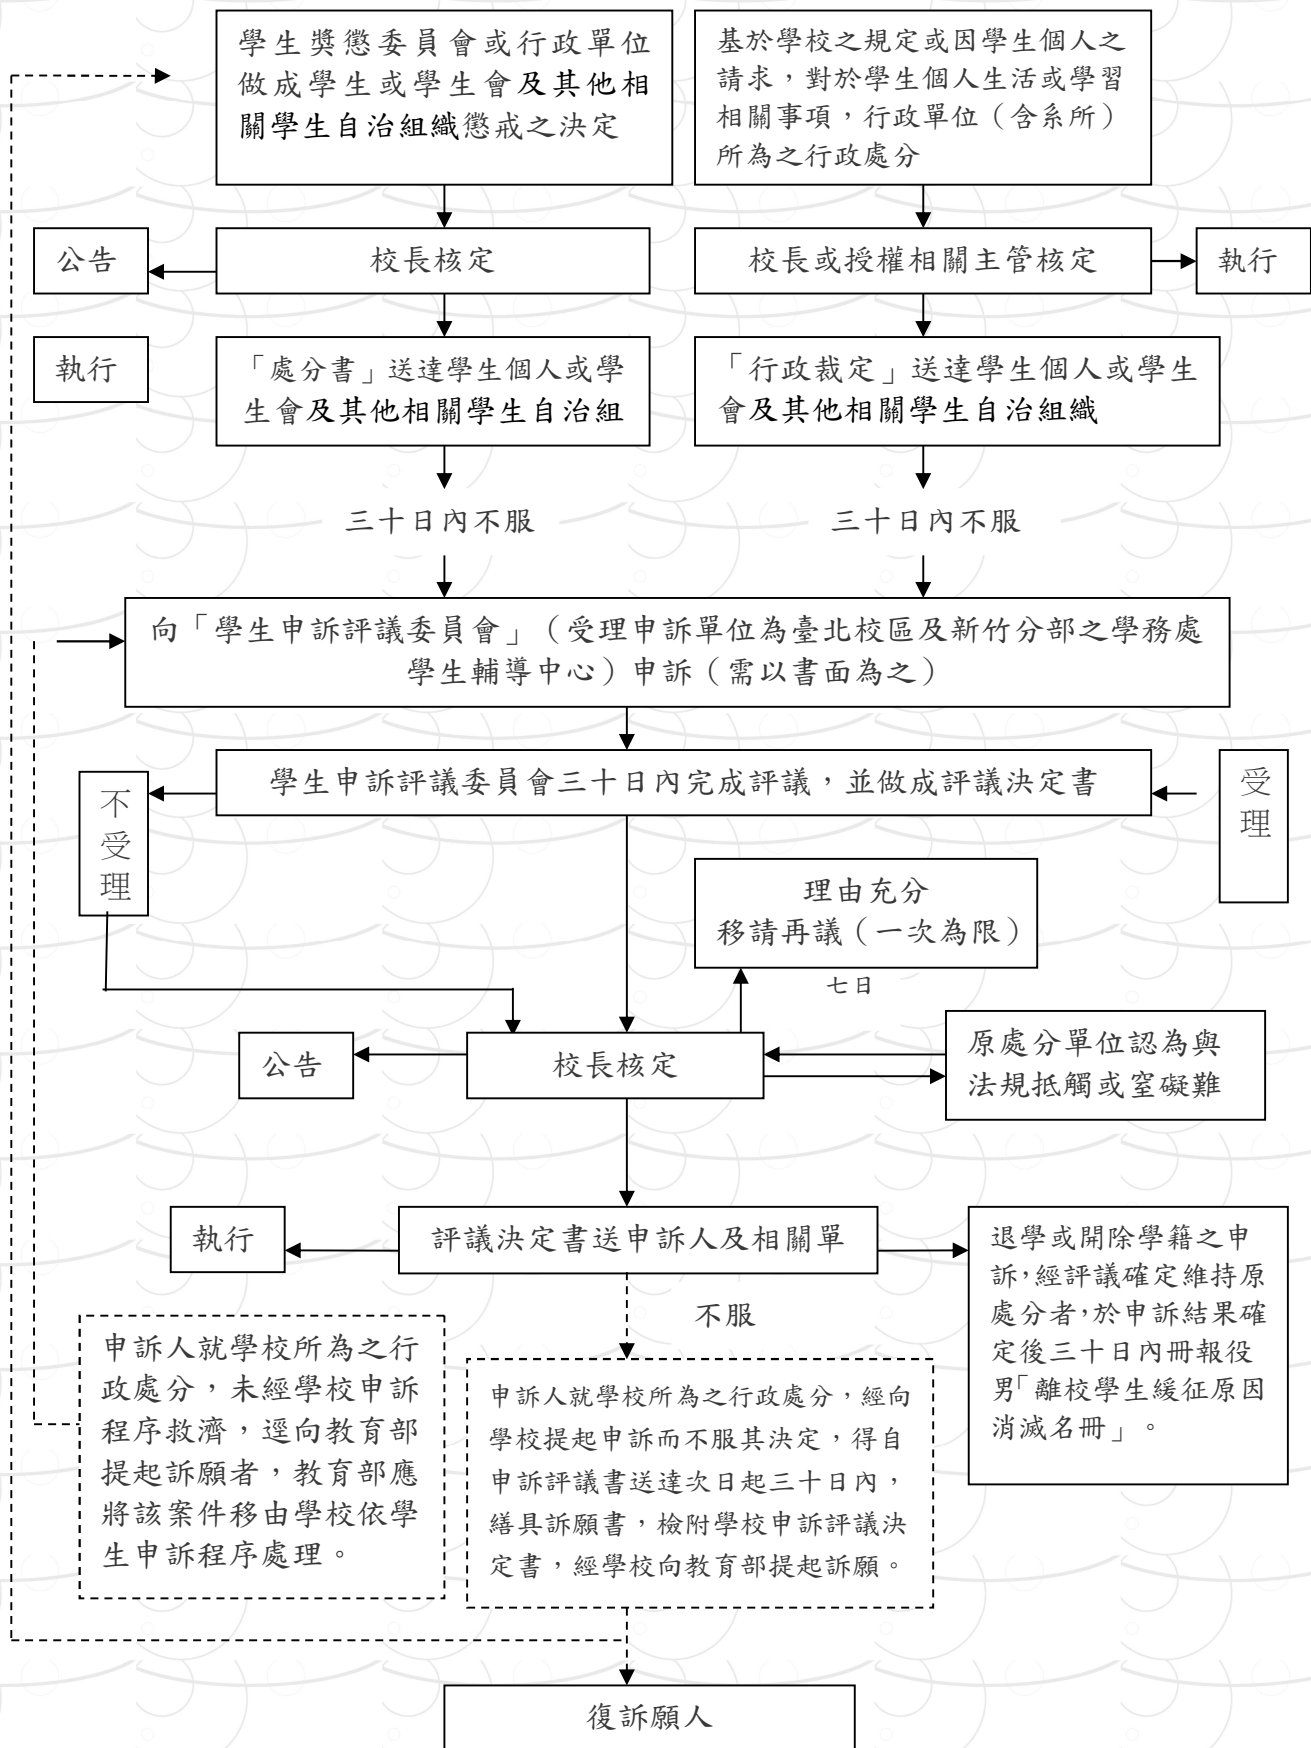 學生獎懲委員會或行政單位
做成學生或學生會及其他相
關學生自治組織懲戒之決定
基於學校之規定或因學生個人之
請求，對於學生個人生活或學習
相關事項，行政單位（含系所）
所為之行政處分
公告
校長核定
校長或授權相關主管核定
執行
執行
「處分書」送達學生個人或學
生會及其他相關學生自治組
「行政裁定」送達學生個人或學生
會及其他相關學生自治組織
三十日內不服
三十日內不服
向「學生申訴評議委員會」（受理申訴單位為臺北校區及新竹分部之學務處
學生輔導中心）申訴（需以書面為之）
不受理
學生申訴評議委員會三十日內完成評議，並做成評議決定書
受理
理由充分
移請再議（一次為限）
七日
公告
校長核定
原處分單位認為與
法規抵觸或窒礙難
執行
評議決定書送申訴人及相關單
退學或開除學籍之申
訴，經評議確定維持原
處分者，於申訴結果確
定後三十日內冊報役
男「離校學生緩征原因
消滅名冊」。
不服
申訴人就學校所為之行
政處分，未經學校申訴
程序救濟，逕向教育部
提起訴願者，教育部應
將該案件移由學校依學
生申訴程序處理。
申訴人就學校所為之行政處分，經向
學校提起申訴而不服其決定，得自
申訴評議書送達次日起三十日內，
繕具訴願書，檢附學校申訴評議決
定書，經學校向教育部提起訴願。
復訴願人